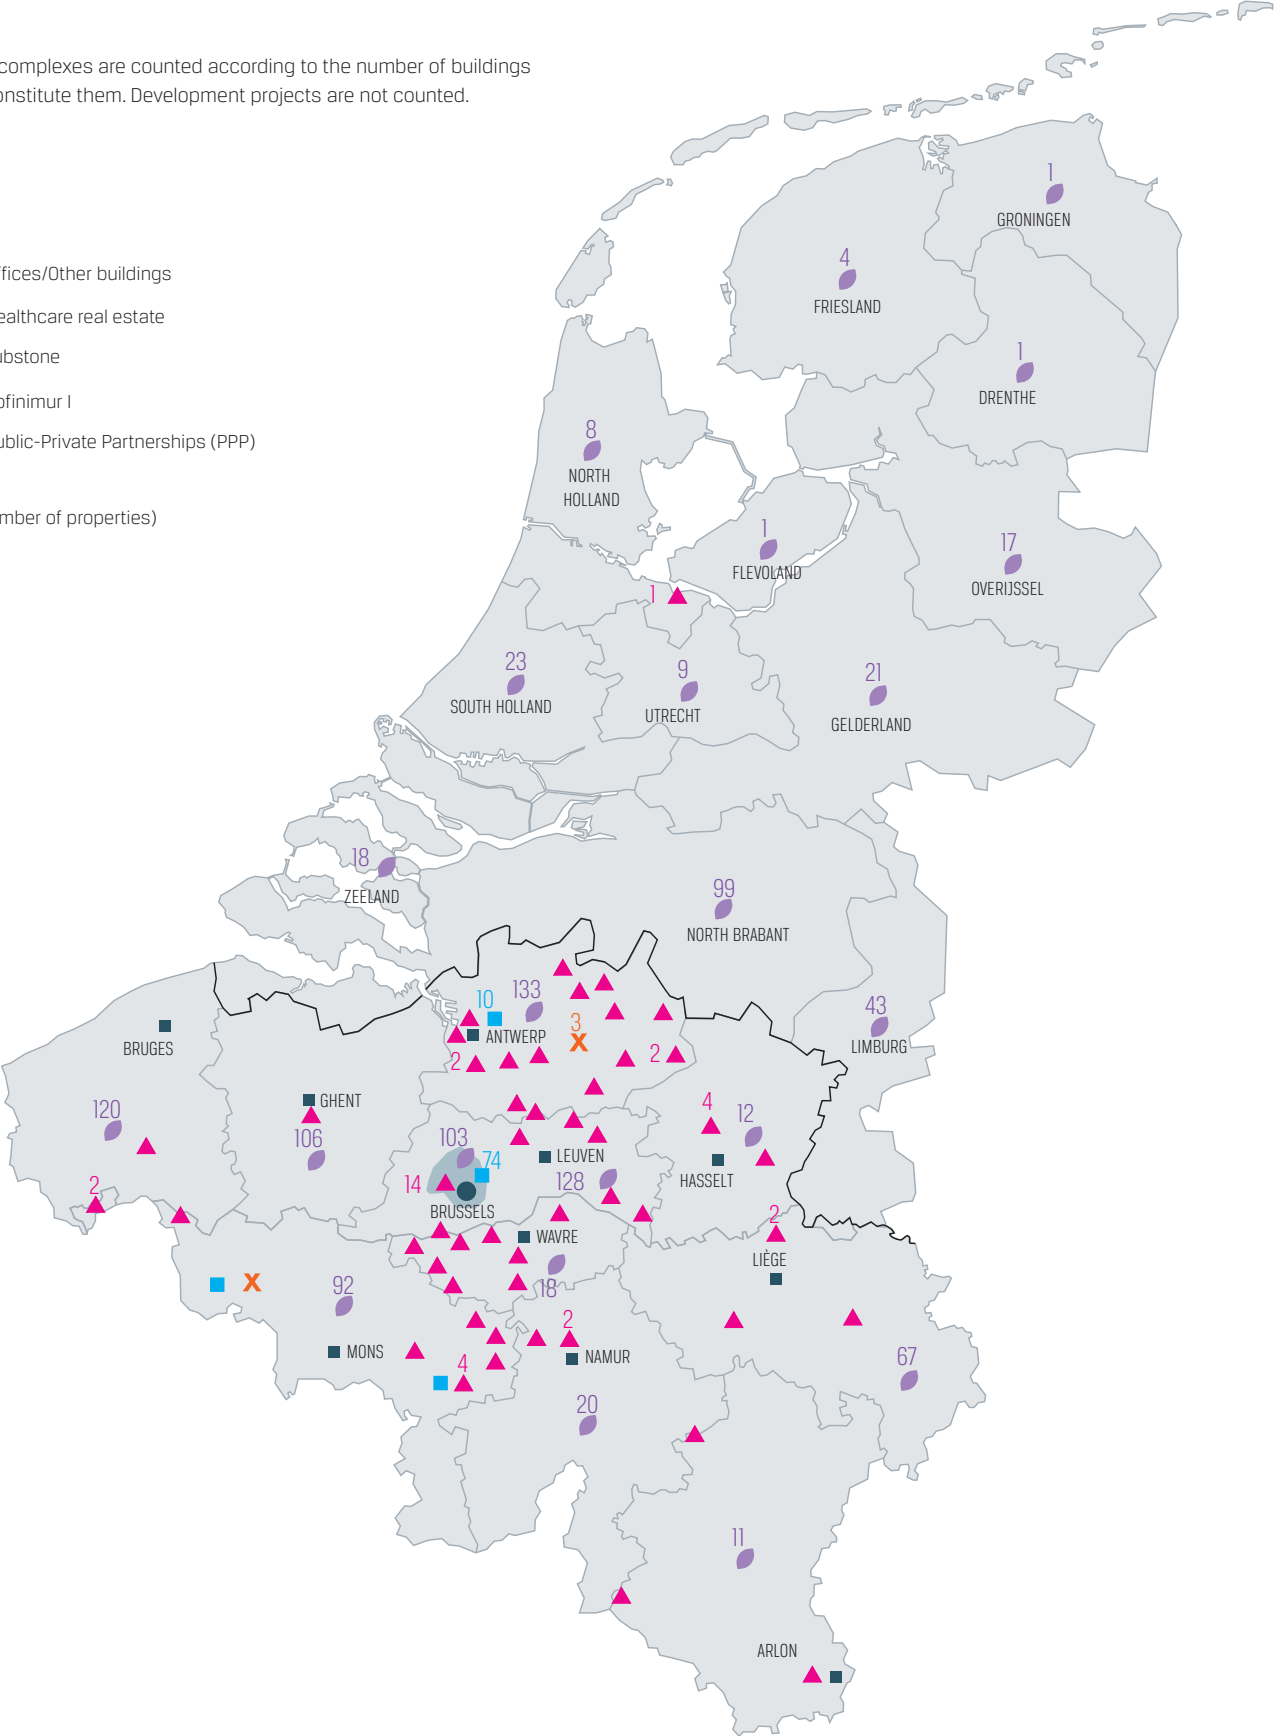 complexes are counted according to the number of buildings
onstitute them. Development projects are not counted.
1
GRONINGEN
4
FRIESLAND
ffices/Other buildings
ealthcare real estate
ubstone
ofinimur I
ublic-Private Partnerships (PPP)
mber of properties)
1
DRENTHE
8
NORTH
HOLLAND
1
FLEVOLAND
17
OVERIJSSEL
1
23
SOUTH HOLLAND
9
UTRECHT
21
GELDERLAND
18
ZEELAND
99
NORTH BRABANT
43
LIMBURG
10
133
3
X
ANTWERP
2
2
BRUGES
120
2
GHENT
106
103
74
14
BRUSSELS
LEUVEN
128
4
12
HASSELT
WAVRE
18
2
LIÈGE
X
92
MONS
4
2
NAMUR
67
20
11
ARLON